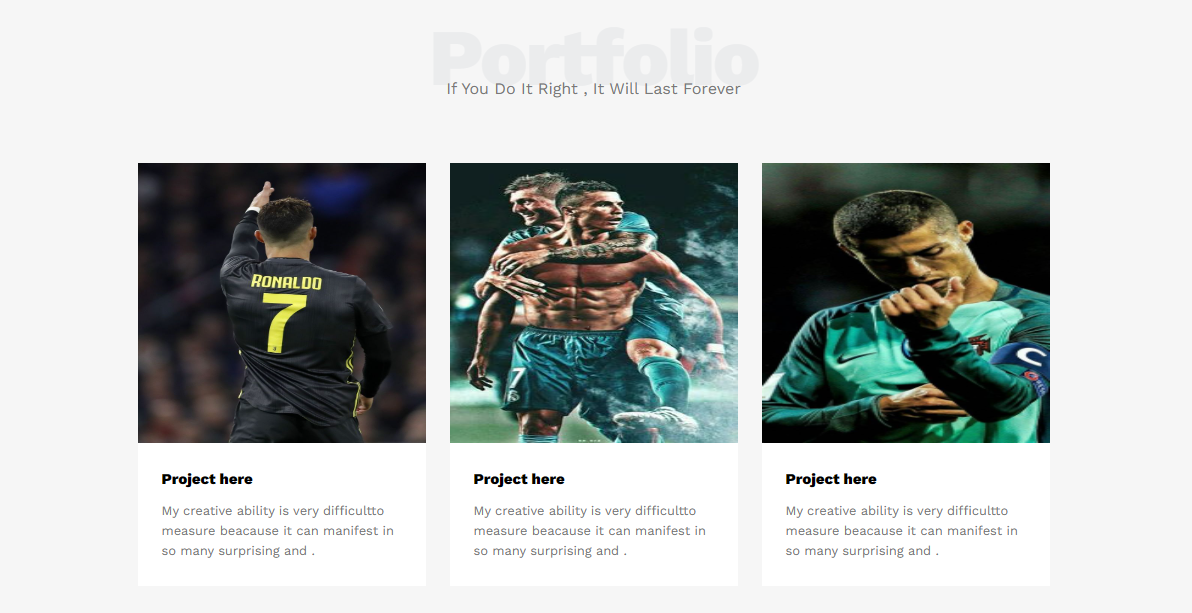 Portfolio
If You Do It Right , It Will Last Forever
RONALDO
7
7
Project here
My creative ability is very difficultto
measure beacause it can manifest in
so many surprising and .
Project here
My creative ability is very difficultto
measure beacause it can manifest in
so many surprising and .
Project here
My creative ability is very difficultto
measure beacause it can manifest in
so many surprising and .